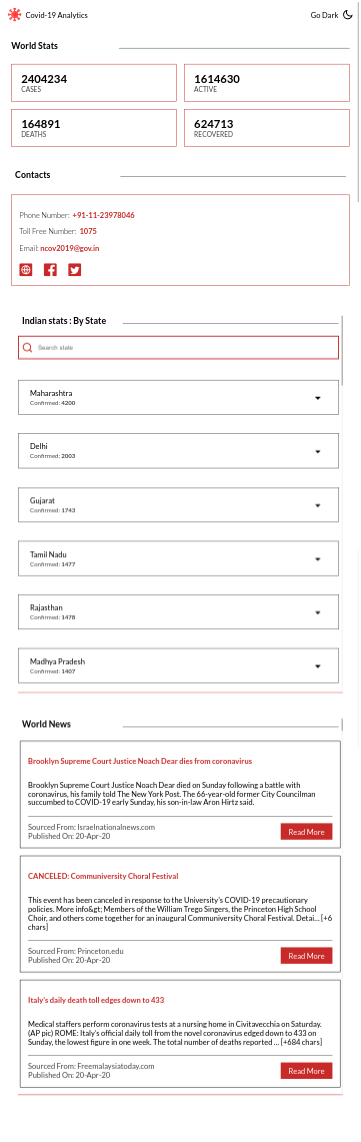 Covid-19 Analytics
Go Dark
World Stats
2404234
CASES
1614630
ACTIVE
164891
DEATHS
624713
RECOVERED
Contacts
Phone Number: +91-11-23978046
Toll Free Number: 1075
Email: ncov2019@gov.in
Indian stats : By State
Search state
Maharashtra
Confirmed: 4200
Delhi
Confirmed: 2003
Gujarat
Confirmed: 1743
Tamil Nadu
Confirmed: 1477
Rajasthan
Confirmed: 1478
Madhya Pradesh
Confirmed: 1407
World News
Brooklyn Supreme Court Justice Noach Dear dies from coronavirus
Brooklyn Supreme Court Justice Noach Dear died on Sunday following a battle with
coronavirus, his family told The New York Post. The 66-year-old former City Councilman
succumbed to COVID-19 early Sunday, his son-in-law Aron Hirtz said.
Sourced From: Israelnationalnews.com
Published On: 20-Apr-20
Read More
CANCELED: Communiversity Choral Festival
This event has been canceled in response to the University's COVID-19 precautionary
policies. More info&gt; Members of the William Trego Singers, the Princeton High School
Choir, and others come together for an inaugural Communiversity Choral Festival. Detai... [+6
chars]
Sourced From: Princeton.edu
Published On: 20-Apr-20
Read More
Italy's daily death toll edges down to 433
Medical staffers perform coronavirus tests at a nursing home in Civitavecchia on Saturday.
(AP pic) ROME: Italy's official daily toll from the novel coronavirus edged down to 433 on
Sunday, the lowest figure in one week. The total number of deaths reported ... [+684 chars]
Sourced From: Freemalaysiatoday.com
Published On: 20-Apr-20
Read More